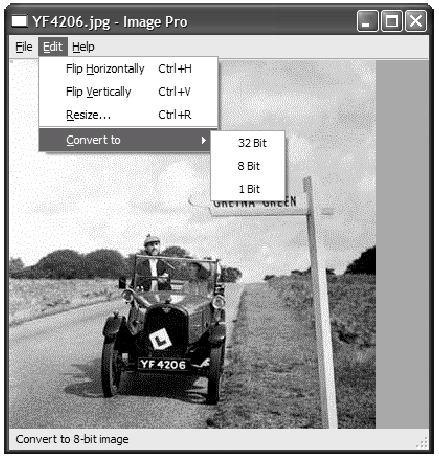 YF4206.jpg - Image Pro
File Edit Help
Flip Horizontally Ctrl+H
Flip Vertically Ctrl+V
Resize... Ctrl+R
Convert to
32 Bit
8 Bit
1 Bit
GRETNA GREEN
L
YF 4206
Convert to 8-bit image